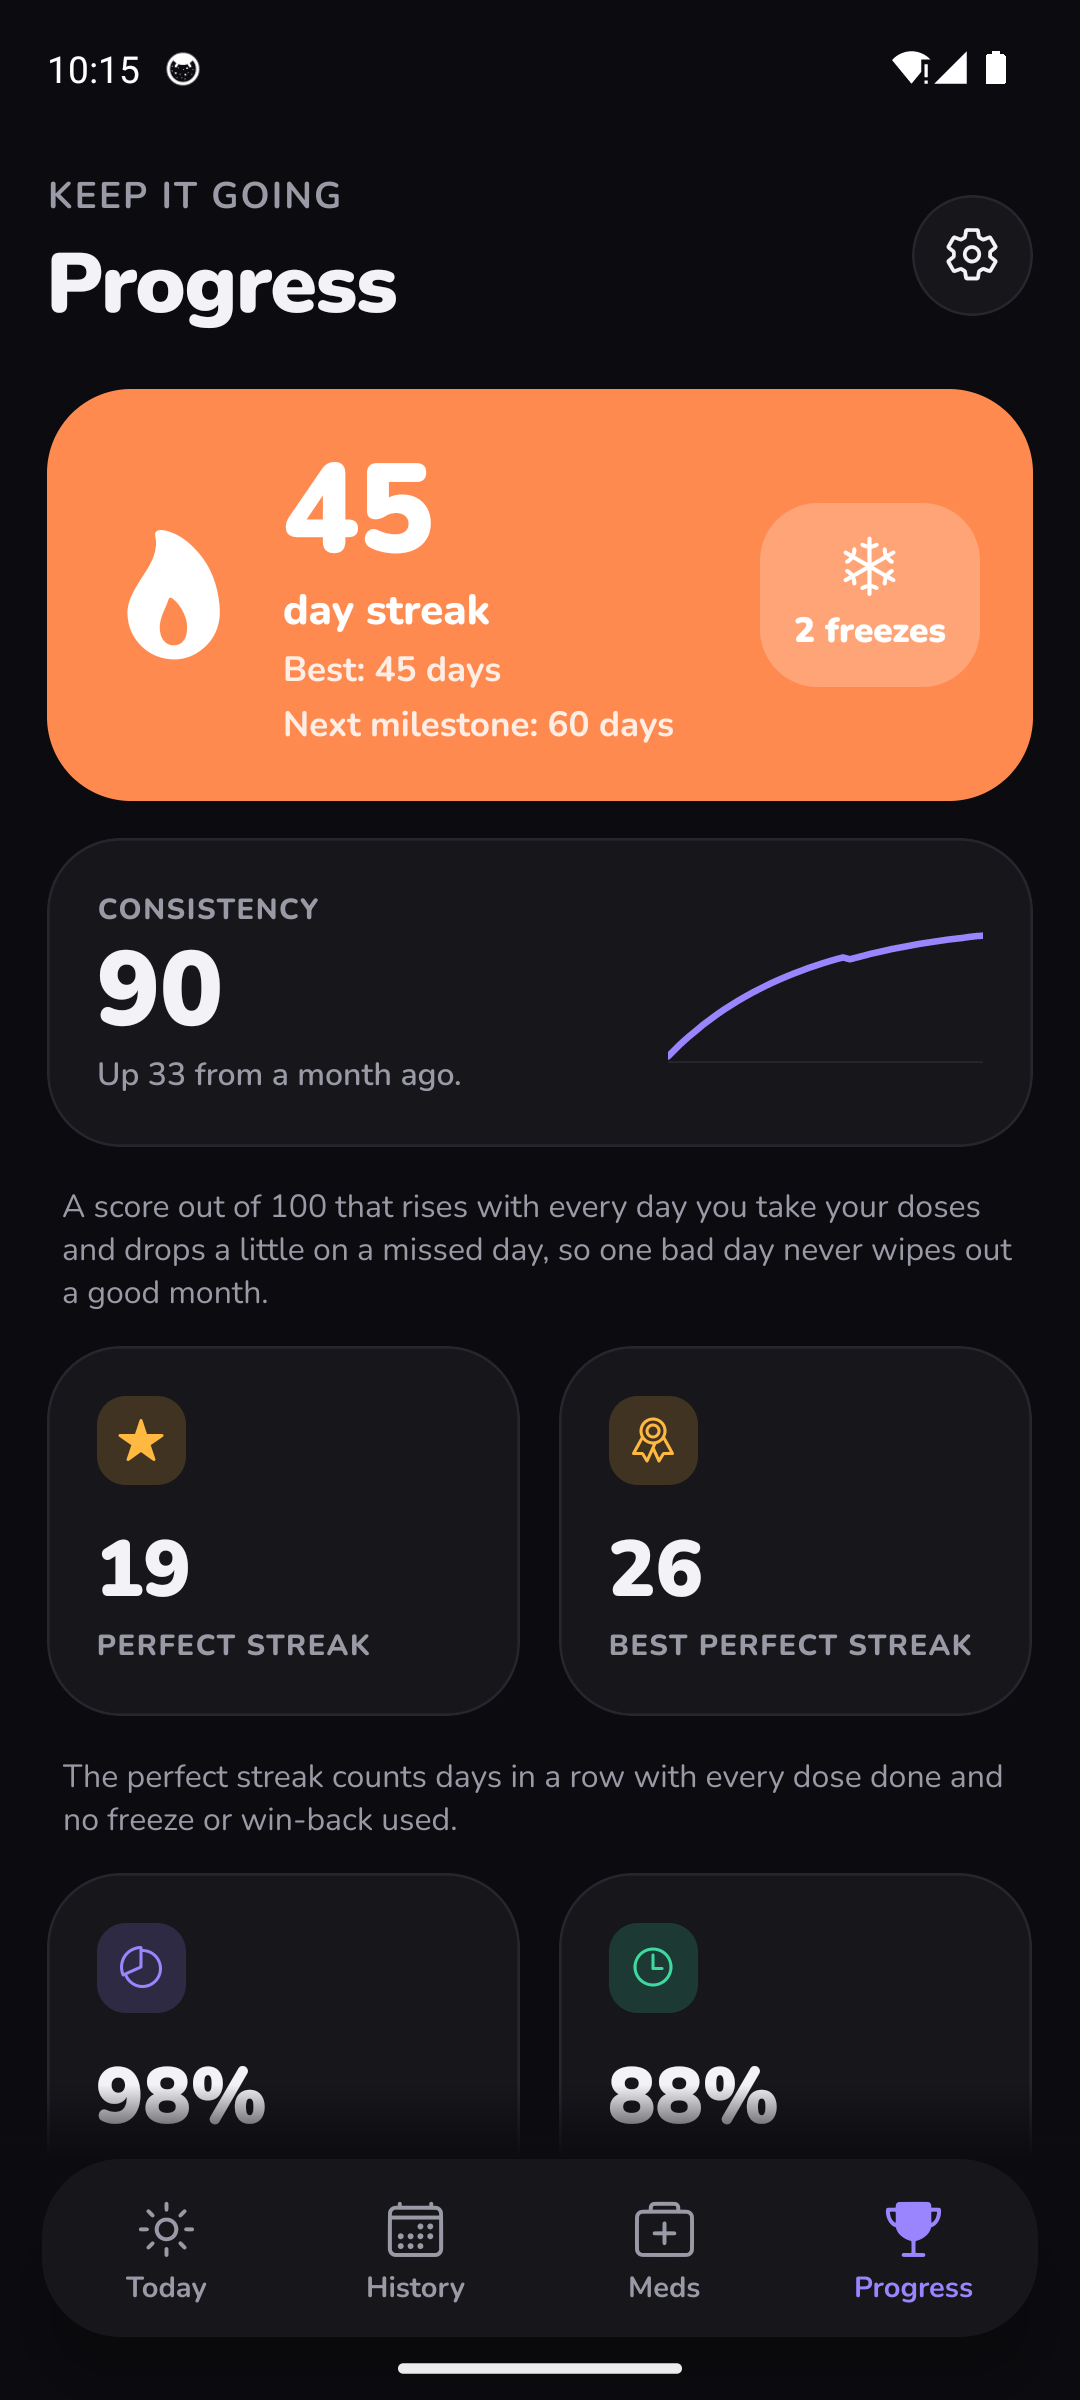 10:15
KEEP IT GOING
Progress
45
day streak
Best: 45 days
Next milestone: 60 days
2 freezes
CONSISTENCY
90
Up 33 from a month ago.
A score out of 100 that rises with every day you take your doses
and drops a little on a missed day, so one bad day never wipes out
a good month.
19
PERFECT STREAK
26
BEST PERFECT STREAK
The perfect streak counts days in a row with every dose done and
no freeze or win-back used.
98%
88%
Today
History
Meds
Progress